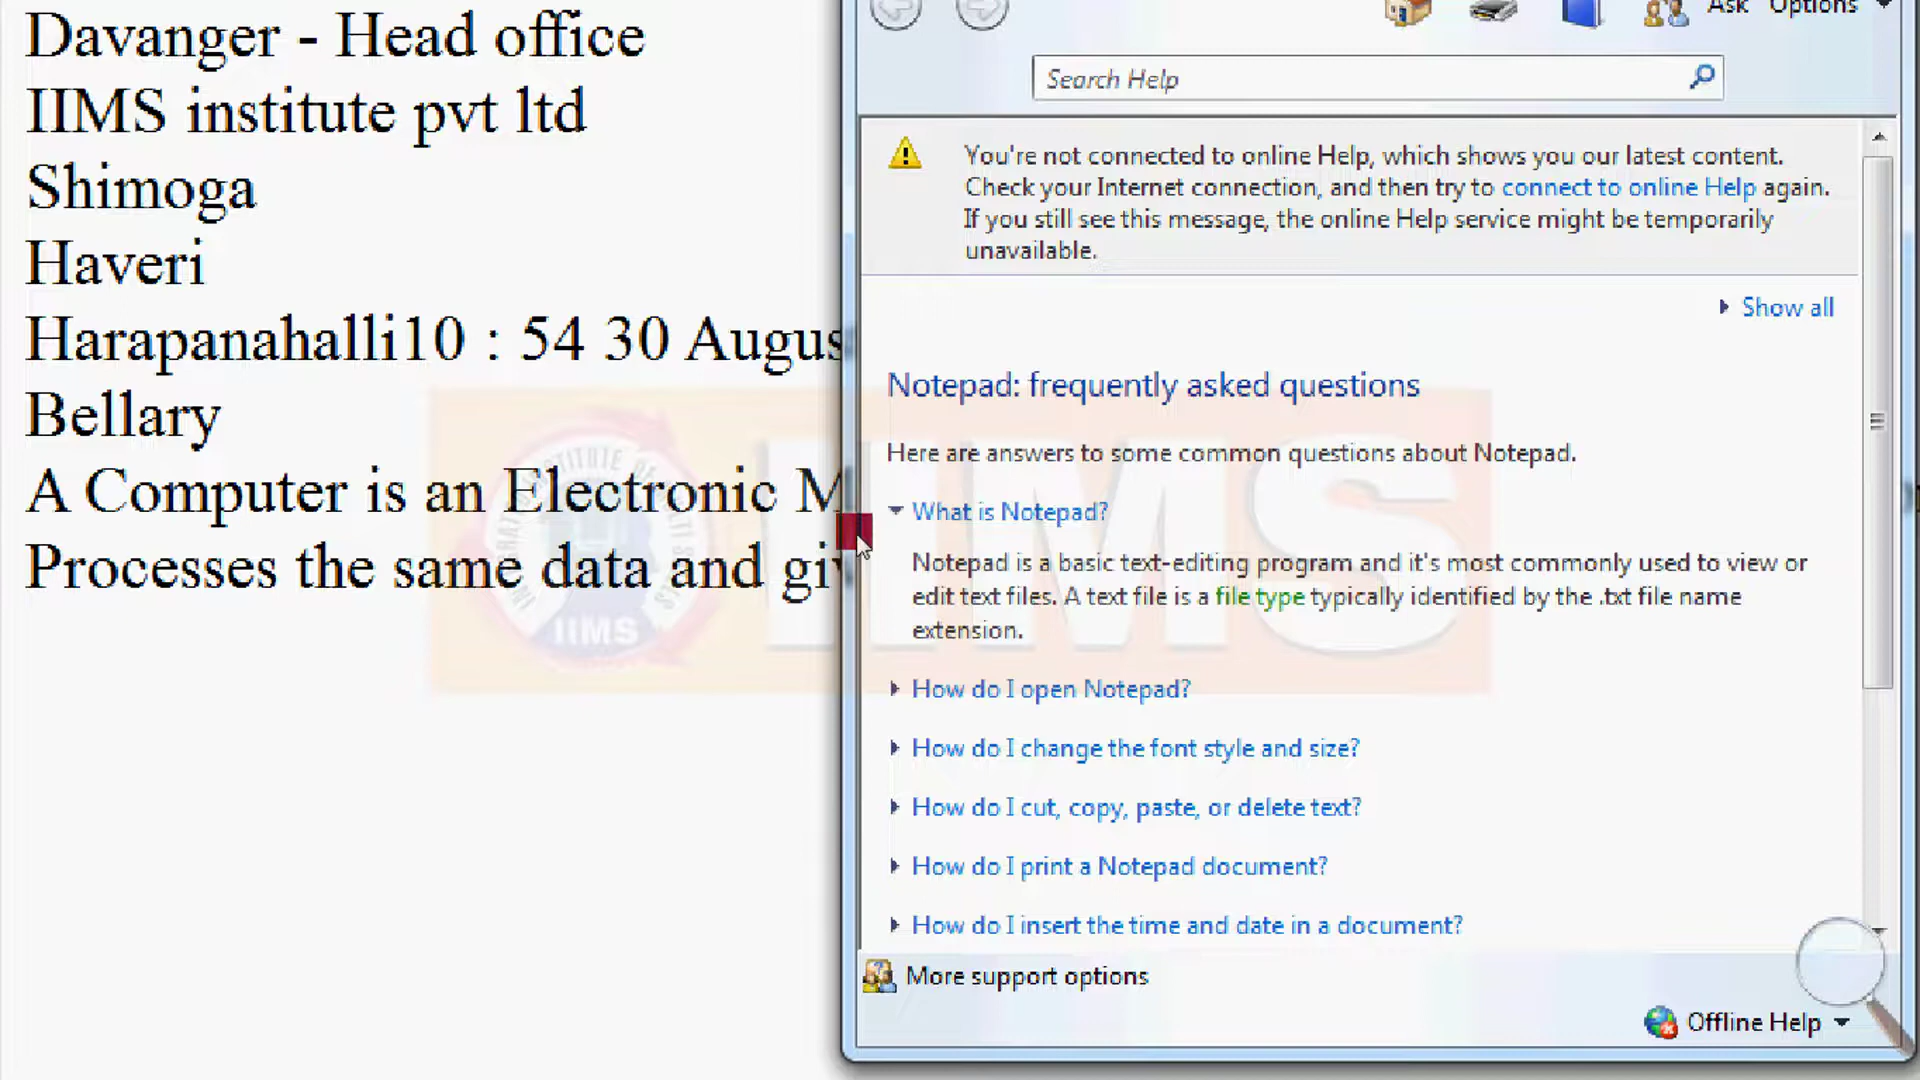 Davanger - Head office
IIMS institute pvt ltd
Shimoga
Haveri
Harapanahalli10 : 54 30 Augus
Bellary
A Computer is an Electronic M
Processes the same data and giv
Ask Options
Search Help
You're not connected to online Help, which shows you our latest content.
Check your Internet connection, and then try to connect to online Help again.
If you still see this message, the online Help service might be temporarily
unavailable.
Show all
Notepad: frequently asked questions
Here are answers to some common questions about Notepad.
What is Notepad?
Notepad is a basic text-editing program and it's most commonly used to view or
edit text files. A text file is a file type typically identified by the .txt file name
extension.
How do I open Notepad?
How do I change the font style and size?
How do I cut, copy, paste, or delete text?
How do I print a Notepad document?
How do I insert the time and date in a document?
More support options
Offline Help
IIMS
IIMS